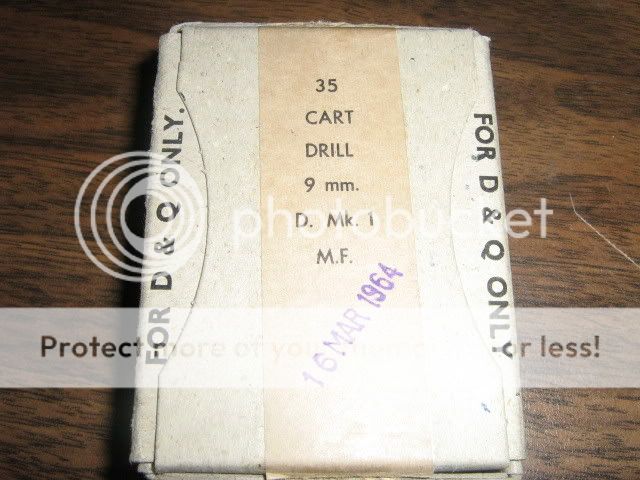 35
CART
DRILL
9 mm.
D. Mk. 1
M.F.
16 MAR 1964
FOR D & Q ONLY.
FOR D & Q ONLY
photobucket
Protect more of your memories for less!